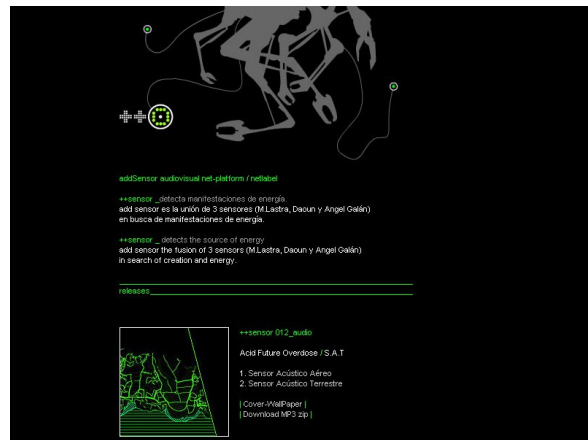 addSensor audiovisual net-platform / netlabel
++sensor _detecta manifestaciones de energía.
add sensor es la unión de 3 sensores (M.Lastra, Daoun y Angel Galán)
en busca de manifestaciones de energía.
++sensor _ detects the source of energy
add sensor the fusion of 3 sensors (M.Lastra, Daoun y Angel Galán)
in search of creation and energy.
releases
++sensor 012_audio
Acid Future Overdose / S.A.T
1. Sensor Acústico Aéreo
2. Sensor Acústico Terrestre
| Cover-WallPaper |
| Download MP3 zip |